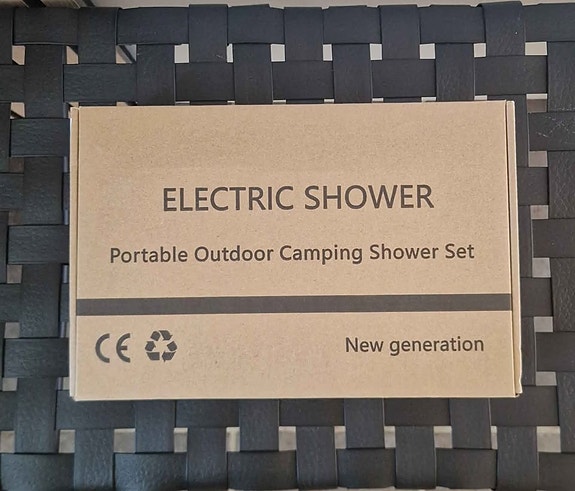 ELECTRIC SHOWER
Portable Outdoor Camping Shower Set
CE
New generation